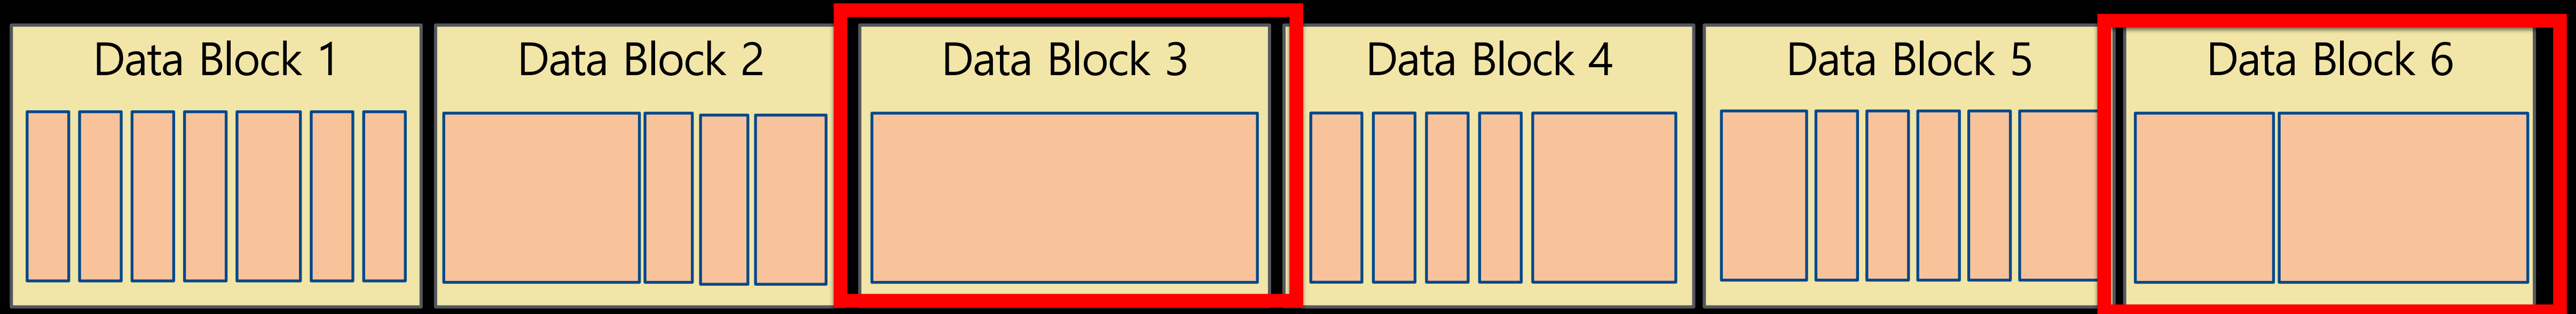 Data Block 1
Data Block 2
Data Block 3
Data Block 4
Data Block 5
Data Block 6